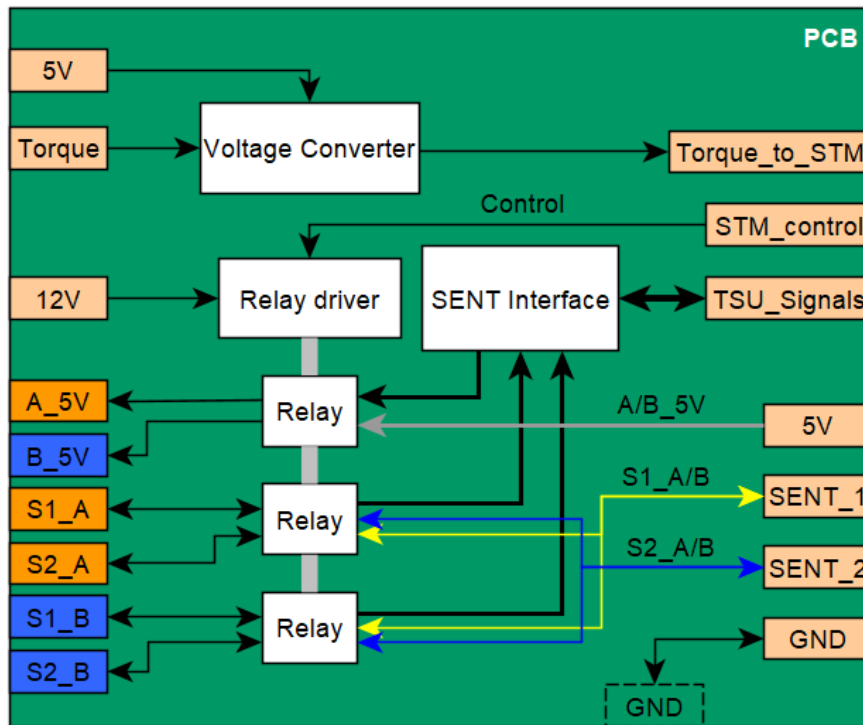 PCB
5V
Torque
Voltage Converter
Torque_to_STM
Control
STM_control
12V
Relay driver
SENT Interface
TSU_Signals
A_5V
Relay
A/B_5V
5V
B_5V
S1_A
Relay
S1_A/B
SENT_1
S2_A
S2_A/B
SENT_2
S1_B
Relay
GND
S2_B
GND